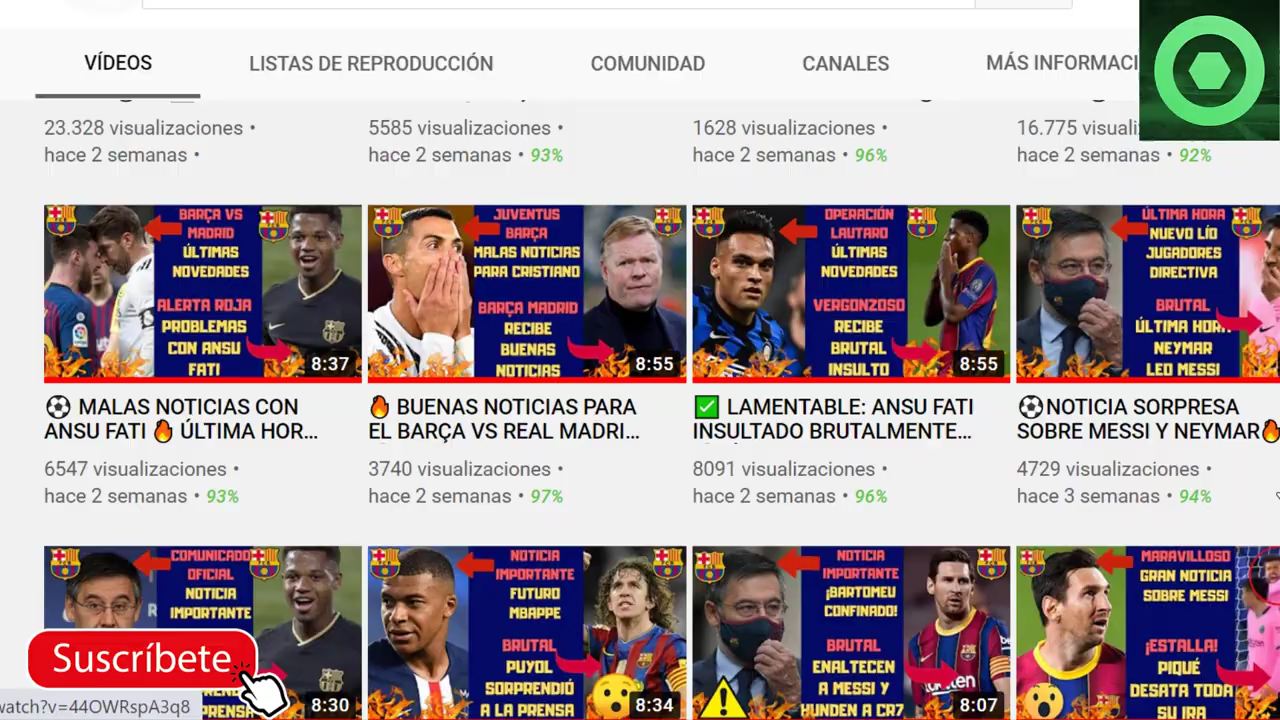 VÍDEOS
LISTAS DE REPRODUCCIÓN
COMUNIDAD
CANALES
MÁS INFORMACI
23.328 visualizaciones •
hace 2 semanas •
5585 visualizaciones •
hace 2 semanas • 93%
1628 visualizaciones •
hace 2 semanas • 96%
16.775 visuali
hace 2 semanas • 92%
BARÇA VS
MADRID
ÚLTIMAS
NOVEDADES
ALERTA ROJA
PROBLEMAS
CON ANSU
FATI
8:37
JUVENTUS
BARÇA
MALAS NOTICIAS
PARA CRISTIANO
BARÇA MADRID
RECIBE
BUENAS
NOTICIAS
8:55
OPERACIÓN
LAUTARO
ÚLTIMAS
NOVEDADES
VERGONZOSO
RECIBE
BRUTAL
INSULTO
8:55
ÚLTIMA HORA
NUEVO LÍO
JUGADORES
DIRECTIVA
BRUTAL
ÚLTIMA HORA
NEYMAR
LEO MESSI
⚽ MALAS NOTICIAS CON
ANSU FATI 🔥 ÚLTIMA HOR...
6547 visualizaciones •
hace 2 semanas • 93%
🔥 BUENAS NOTICIAS PARA
EL BARÇA VS REAL MADRI...
3740 visualizaciones •
hace 2 semanas • 97%
✅ LAMENTABLE: ANSU FATI
INSULTADO BRUTALMENTE...
8091 visualizaciones •
hace 2 semanas • 96%
⚽NOTICIA SORPRESA
SOBRE MESSI Y NEYMAR🔥
4729 visualizaciones •
hace 3 semanas • 94%
COMUNICADO
OFICIAL
NOTICIA
IMPORTANTE
8:30
NOTICIA
IMPORTANTE
FUTURO
MBAPPE
BRUTAL
PUYOL
SORPRENDIÓ
A LA PRENSA
8:34
NOTICIA
IMPORTANTE
¡BARTOMEU
CONFINADO!
BRUTAL
ENALTECEN
A MESSI Y
HUNDEN A CR7
8:07
MARAVILLOSO
GRAN NOTICIA
SOBRE MESSI
¡ESTALLA!
PIQUÉ
DESATA TODA
SU IRA
Suscríbete
watch?v=44OWRspA3q8